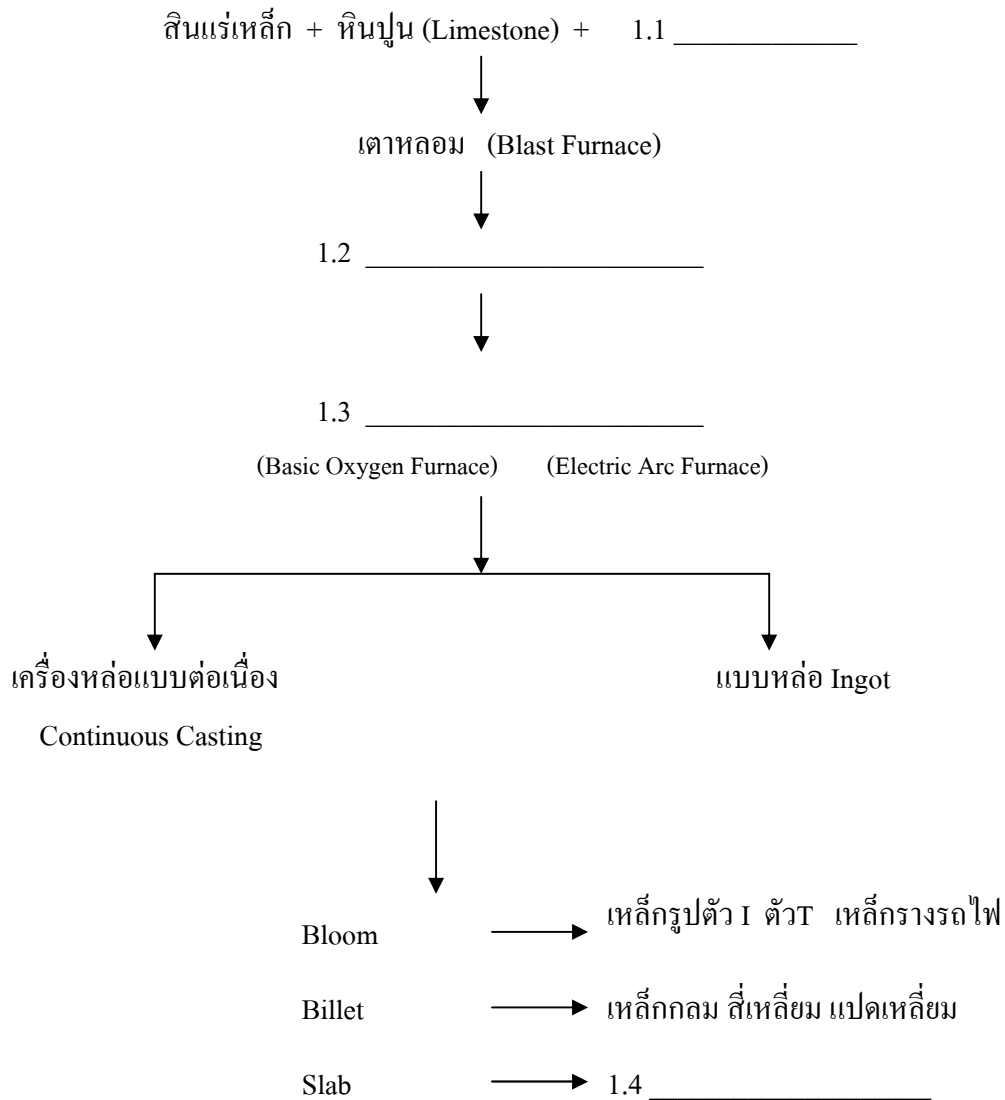 สินแร่เหล็ก + หินปูน (Limestone) + 1.1 _____________
เตาหลอม (Blast Furnace)
1.2 ________________________
1.3 ________________________
(Basic Oxygen Furnace) (Electric Arc Furnace)
เครื่องหล่อแบบต่อเนื่อง แบบหล่อ Ingot
Continuous Casting
Bloom เหล็กรูปตัว I ตัวT เหล็กรางรถไฟ
Billet เหล็กกลม สี่เหลี่ยม แปดเหลี่ยม
Slab 1.4 ____________________